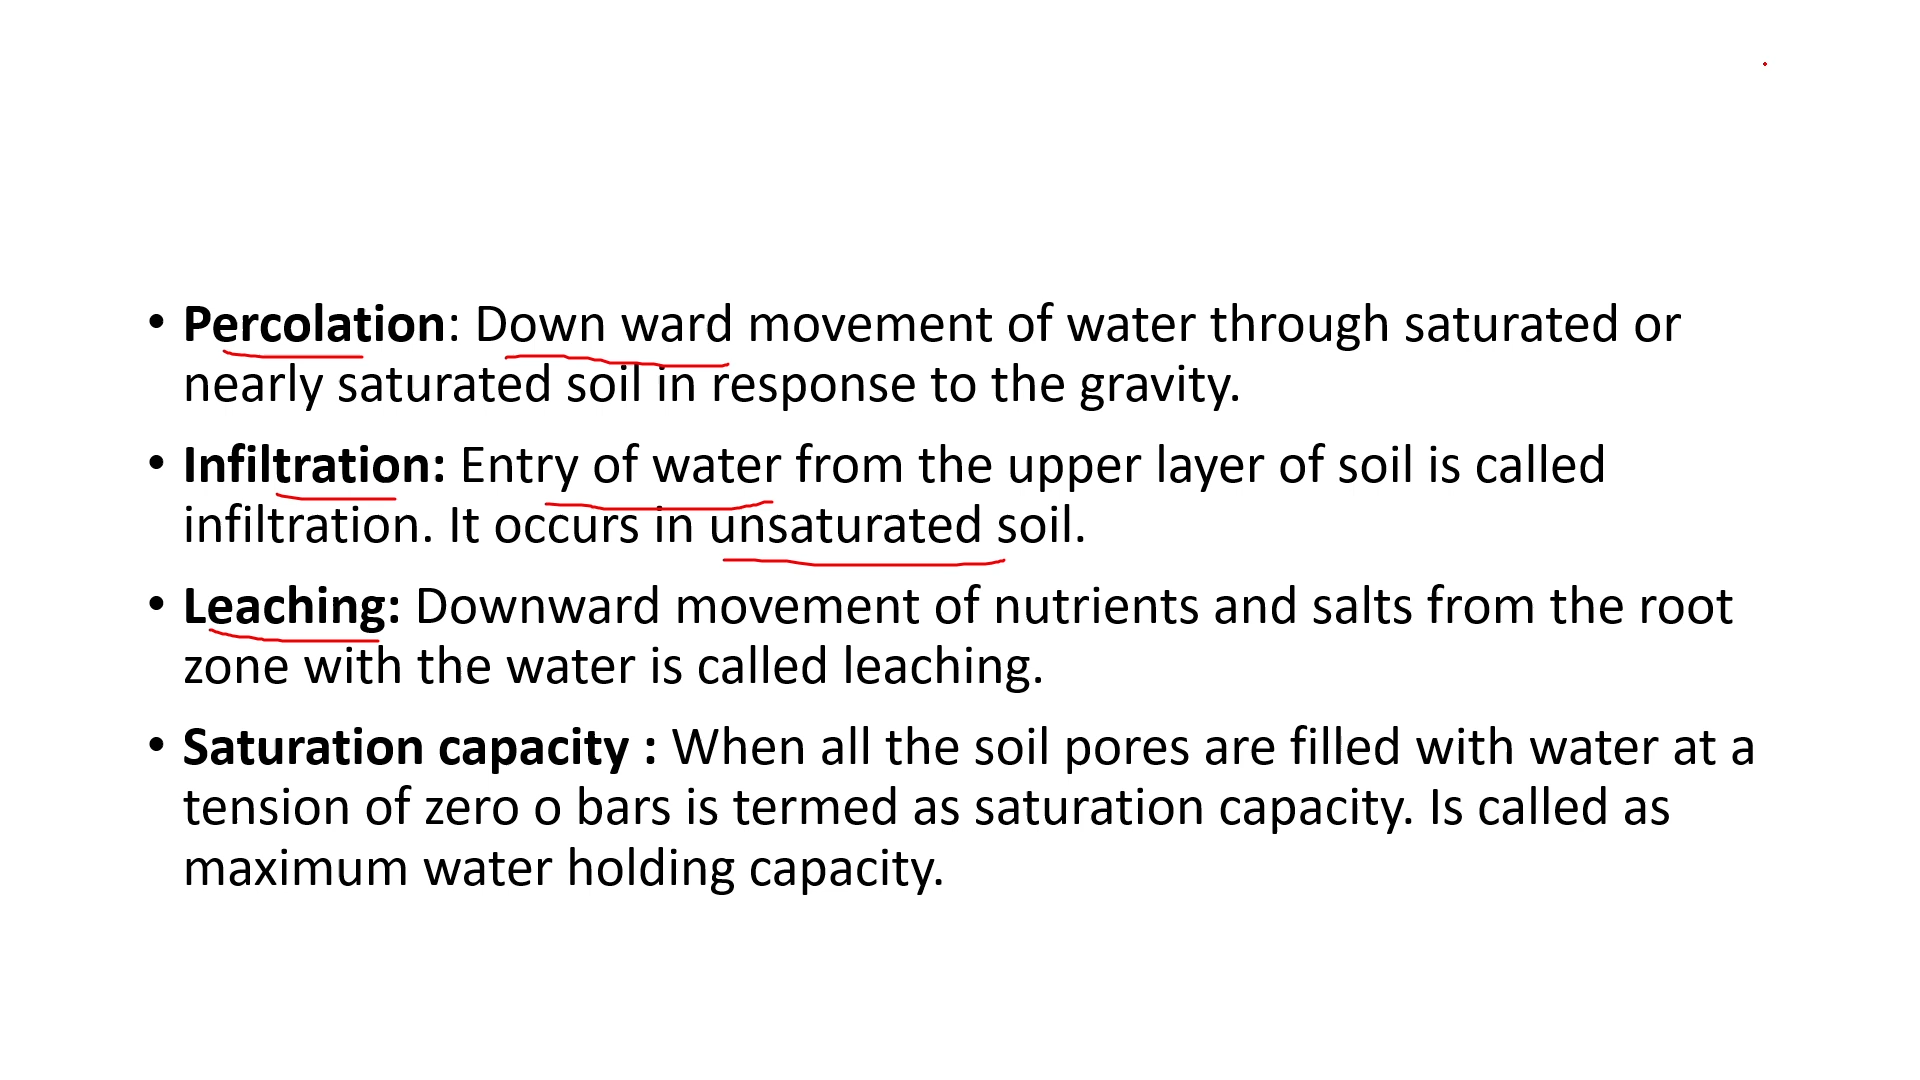 • Percolation: Down ward movement of water through saturated or
nearly saturated soil in response to the gravity.
• Infiltration: Entry of water from the upper layer of soil is called
infiltration. It occurs in unsaturated soil.
• Leaching: Downward movement of nutrients and salts from the root
zone with the water is called leaching.
• Saturation capacity : When all the soil pores are filled with water at a
tension of zero o bars is termed as saturation capacity. Is called as
maximum water holding capacity.